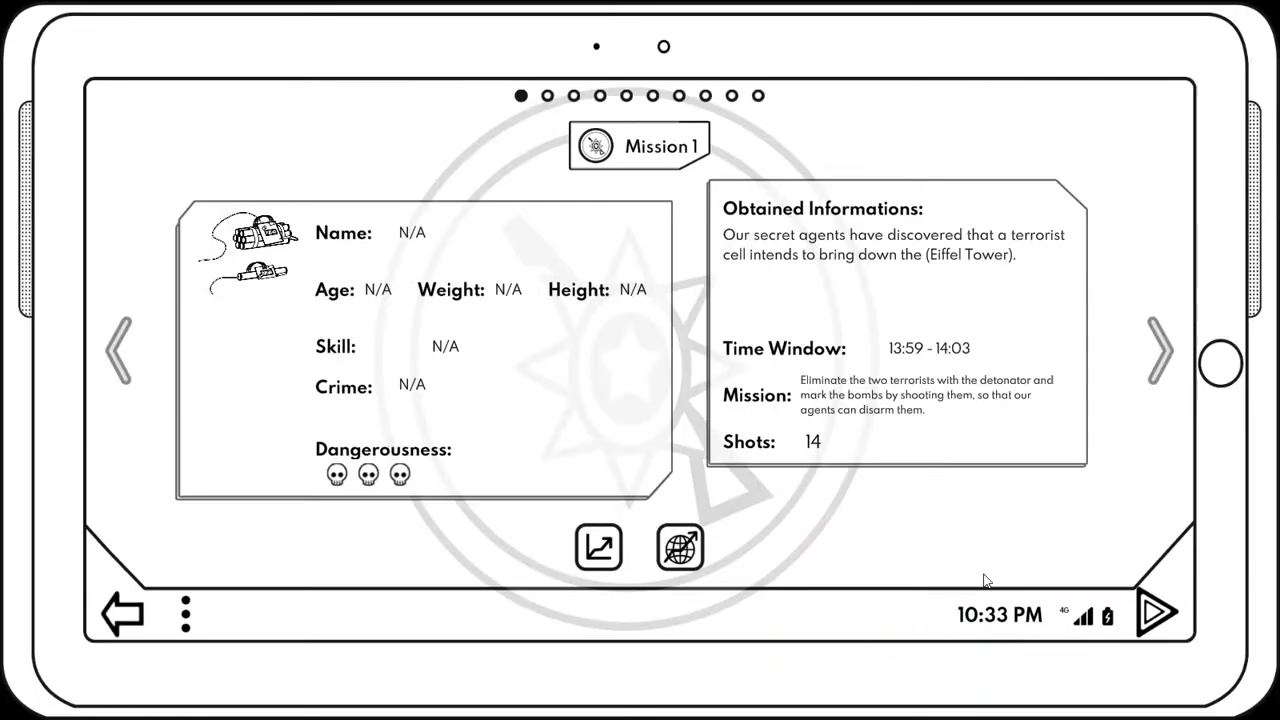 Mission 1
Name: N/A
Age: N/A Weight: N/A Height: N/A
Skill: N/A
Crime: N/A
Dangerousness:
Obtained Informations:
Our secret agents have discovered that a terrorist
cell intends to bring down the (Eiffel Tower).
Time Window: 13:59 - 14:03
Mission: Eliminate the two terrorists with the detonator and
mark the bombs by shooting them, so that our
agents can disarm them.
Shots: 14
10:33 PM 4G